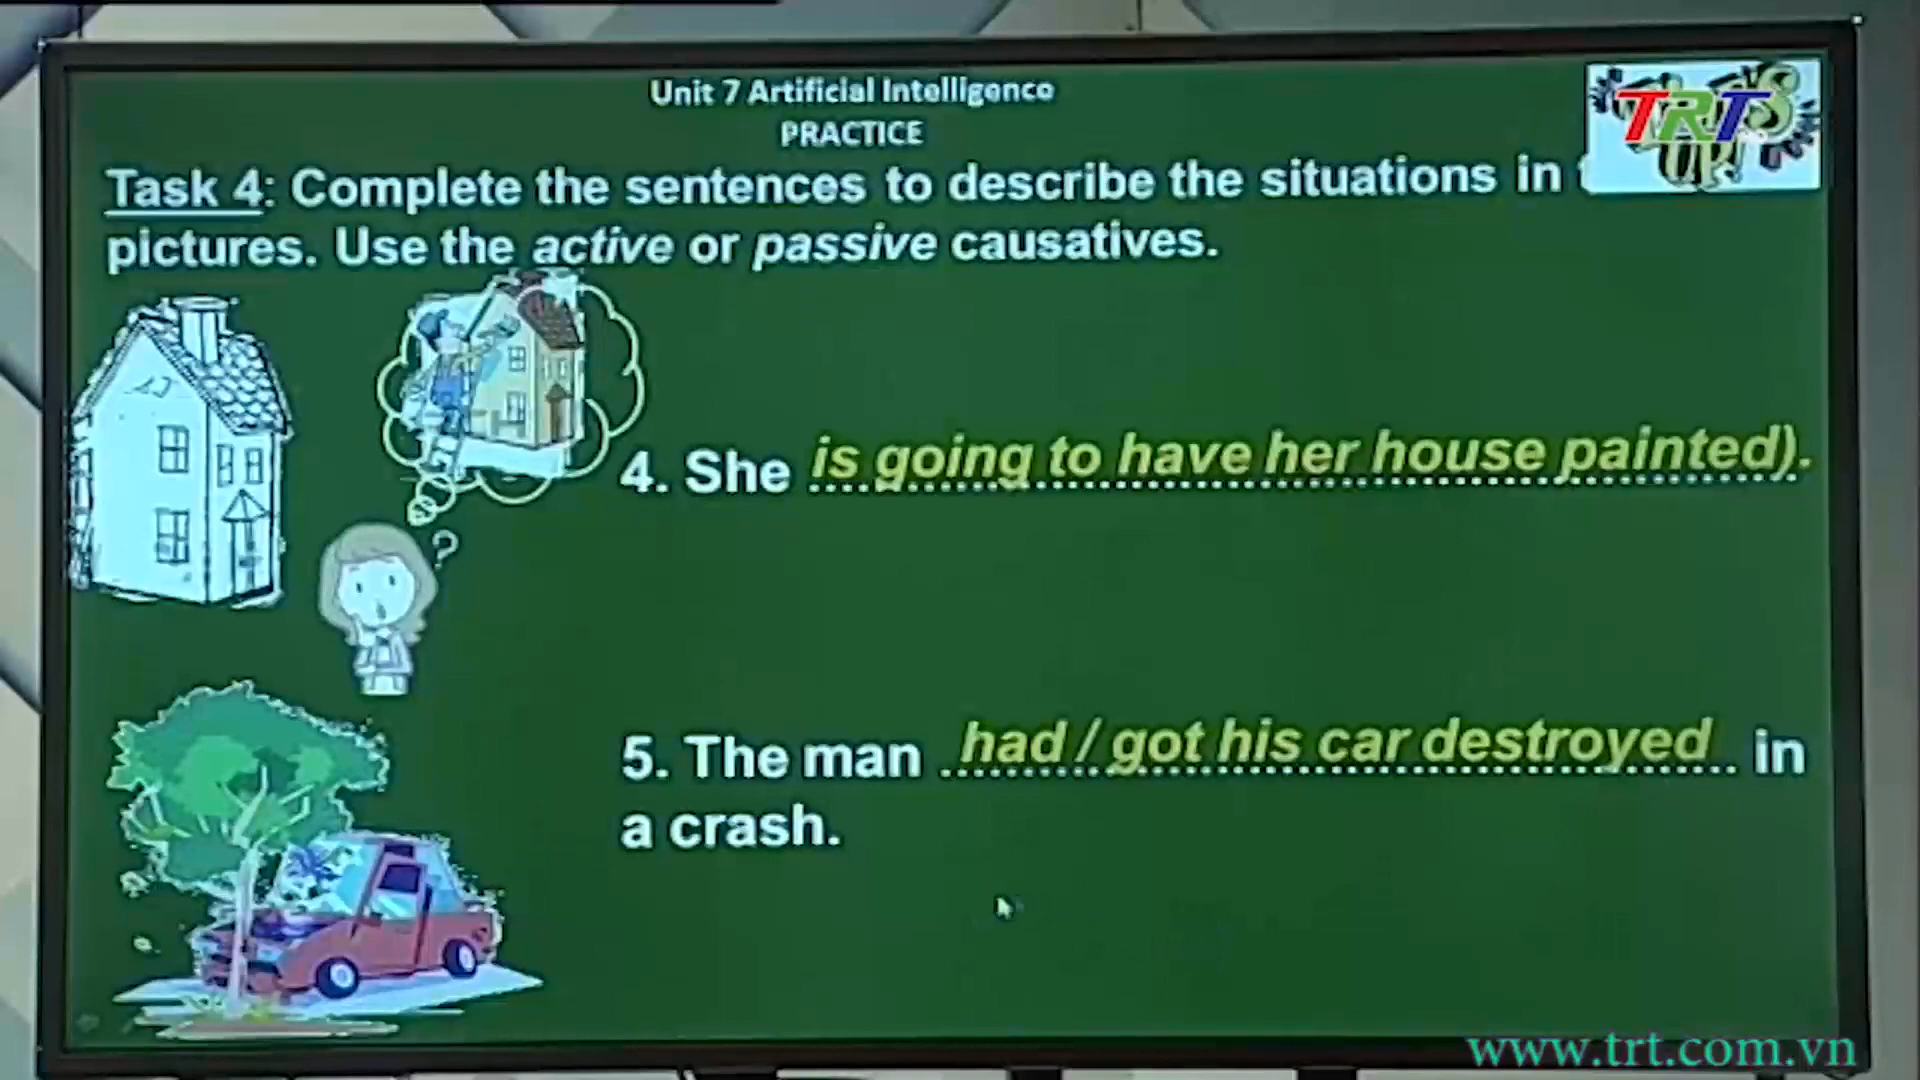 Unit 7 Artificial Intelligence
PRACTICE
TRT
UP!
Task 4: Complete the sentences to describe the situations in
pictures. Use the active or passive causatives.
?
4. She is going to have her house painted).
5. The man had / got his car destroyed in
a crash.
www.trt.com.vn